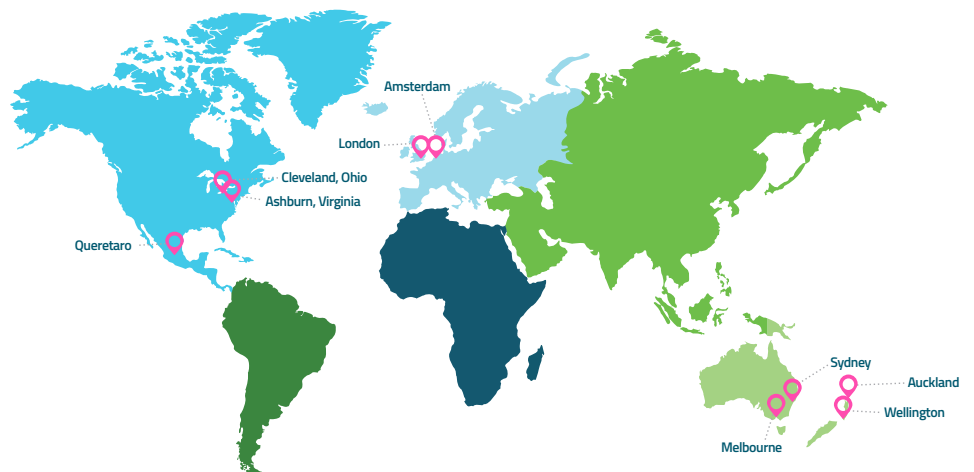 Amsterdam
London
Cleveland, Ohio
Ashburn, Virginia
Queretaro
Sydney
Auckland
Wellington
Melbourne